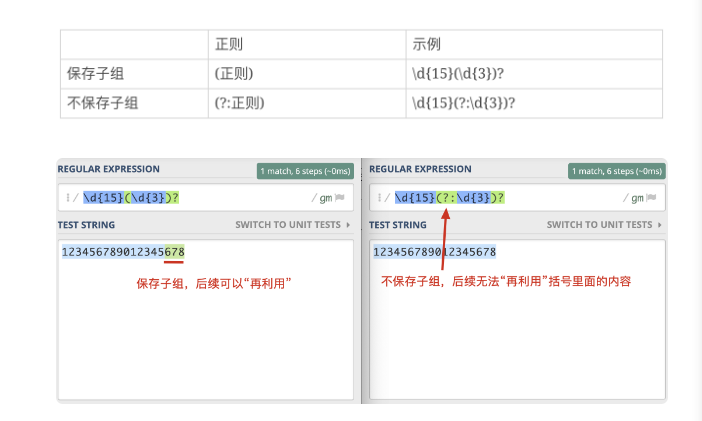 正则 示例
保存子组 (正则) \d{15}(\d{3})?
不保存子组 (?:正则) \d{15}(?:\d{3})?
REGULAR EXPRESSION 1 match, 6 steps (~0ms)
/ \d{15}(\d{3})? / gm
TEST STRING SWITCH TO UNIT TESTS
123456789012345678
保存子组，后续可以“再利用”
REGULAR EXPRESSION 1 match, 6 steps (~0ms)
/ \d{15}(?:\d{3})? / gm
TEST STRING SWITCH TO UNIT TESTS
123456789012345678
不保存子组，后续无法“再利用”括号里面的内容